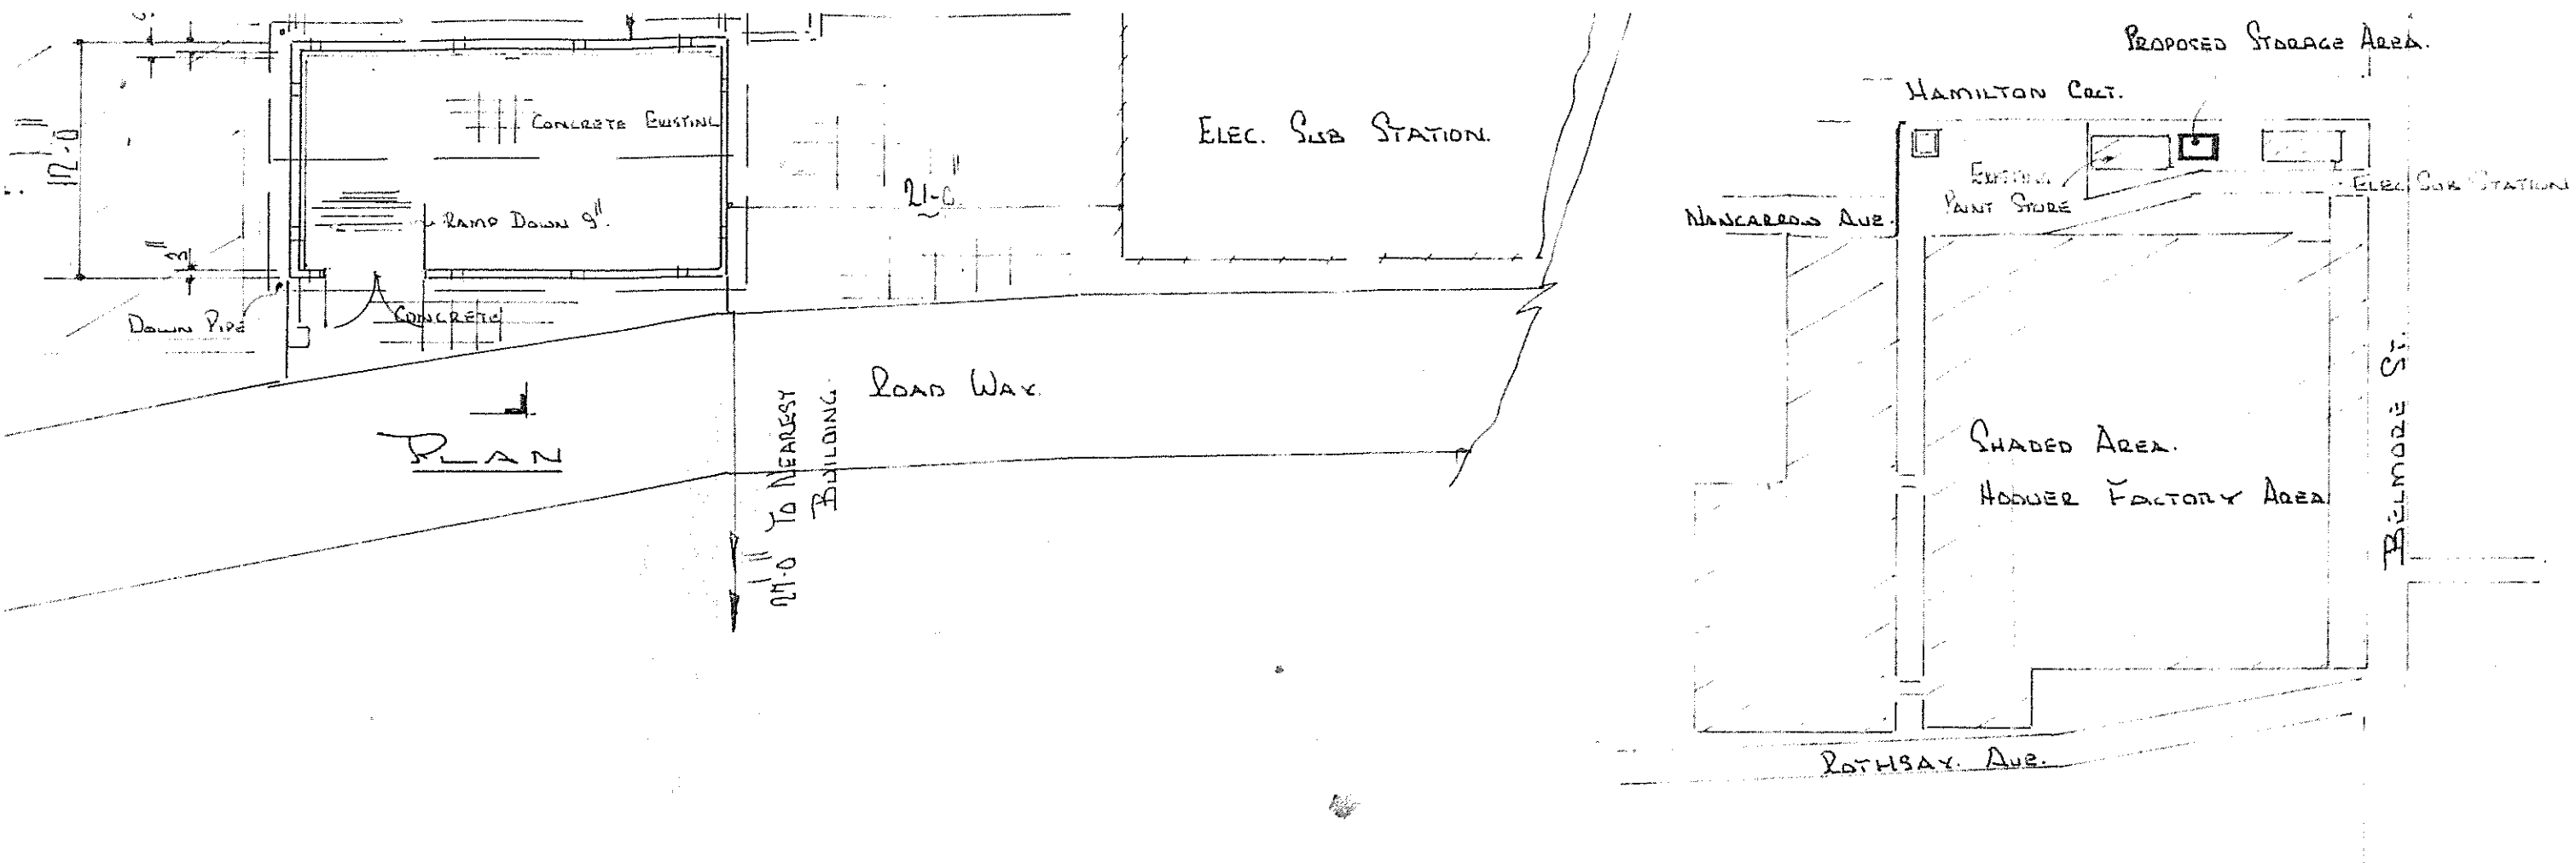 12'-0"
CONCRETE EXISTING
RAMP DOWN 9".
3"
DOWN PIPE
CONCRETE
21-0"
ELEC. SUB STATION.
ROAD WAY.
27'-0" TO NEAREST
BUILDING.
PLAN
PROPOSED STORAGE AREA.
HAMILTON CRCT.
EXISTING
PAINT STORE
ELEC SUB STATION
NANCARROW AVE.
SHADED AREA.
HOOVER FACTORY AREA
BELMORE ST.
ROTHSAY. AVE.